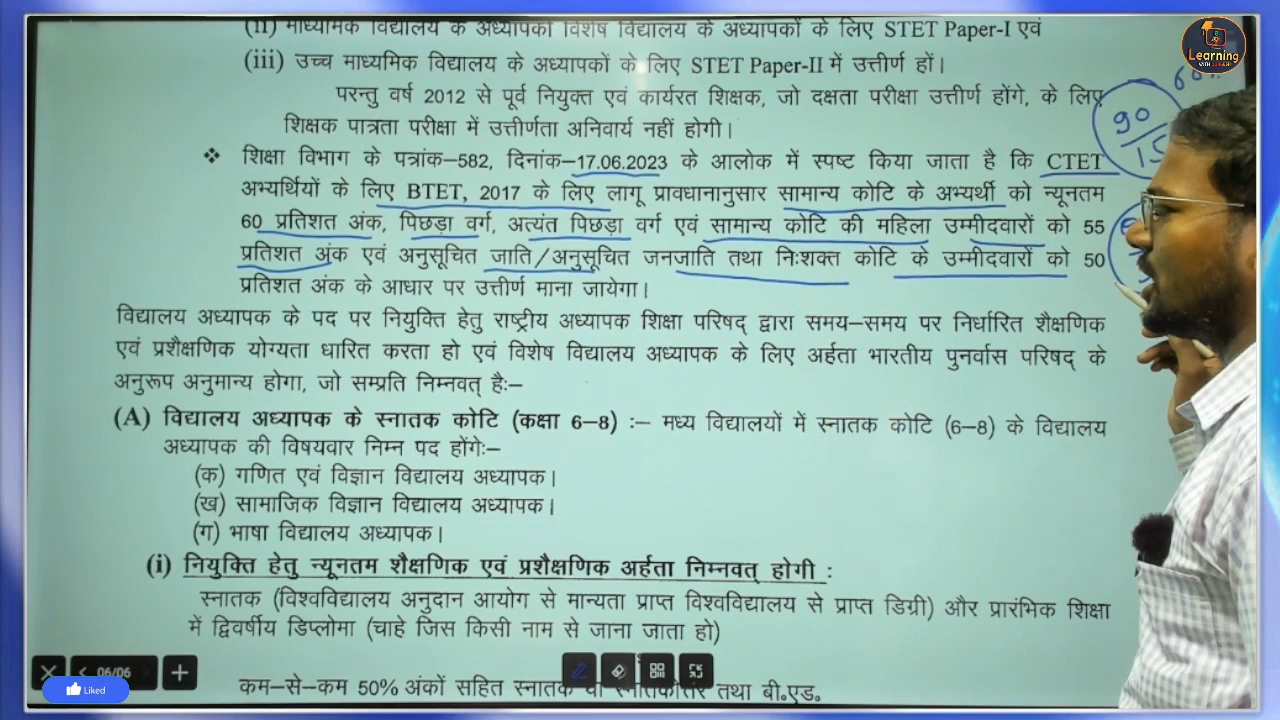 (ii) माध्यमिक विद्यालय के अध्यापकों विशेष विद्यालय के अध्यापकों के लिए STET Paper-I एवं
(iii) उच्च माध्यमिक विद्यालय के अध्यापकों के लिए STET Paper-II में उत्तीर्ण हों।
परन्तु वर्ष 2012 से पूर्व नियुक्त एवं कार्यरत शिक्षक, जो दक्षता परीक्षा उत्तीर्ण होंगे, के लिए
शिक्षक पात्रता परीक्षा में उत्तीर्णता अनिवार्य नहीं होगी।
❖ शिक्षा विभाग के पत्रांक–582, दिनांक–17.06.2023 के आलोक में स्पष्ट किया जाता है कि CTET
अभ्यर्थियों के लिए BTET, 2017 के लिए लागू प्रावधानानुसार सामान्य कोटि के अभ्यर्थी को न्यूनतम
60 प्रतिशत अंक, पिछड़ा वर्ग, अत्यंत पिछड़ा वर्ग एवं सामान्य कोटि की महिला उम्मीदवारों को 55
प्रतिशत अंक एवं अनुसूचित जाति/अनुसूचित जनजाति तथा निःशक्त कोटि के उम्मीदवारों को 50
प्रतिशत अंक के आधार पर उत्तीर्ण माना जायेगा।
विद्यालय अध्यापक के पद पर नियुक्ति हेतु राष्ट्रीय अध्यापक शिक्षा परिषद् द्वारा समय–समय पर निर्धारित शैक्षणिक
एवं प्रशैक्षणिक योग्यता धारित करता हो एवं विशेष विद्यालय अध्यापक के लिए अर्हता भारतीय पुनर्वास परिषद् के
अनुरूप अनुमान्य होगा, जो सम्प्रति निम्नवत् हैः–
(A) विद्यालय अध्यापक के स्नातक कोटि (कक्षा 6–8) :– मध्य विद्यालयों में स्नातक कोटि (6–8) के विद्यालय
अध्यापक की विषयवार निम्न पद होंगेः–
(क) गणित एवं विज्ञान विद्यालय अध्यापक।
(ख) सामाजिक विज्ञान विद्यालय अध्यापक।
(ग) भाषा विद्यालय अध्यापक।
(i) नियुक्ति हेतु न्यूनतम शैक्षणिक एवं प्रशैक्षणिक अर्हता निम्नवत् होगी :
स्नातक (विश्वविद्यालय अनुदान आयोग से मान्यता प्राप्त विश्वविद्यालय से प्राप्त डिग्री) और प्रारंभिक शिक्षा
में द्विवर्षीय डिप्लोमा (चाहे जिस किसी नाम से जाना जाता हो)
कम–से–कम 50% अंकों सहित स्नातक तथा बी०एड०
06/06
Liked
Learning
90